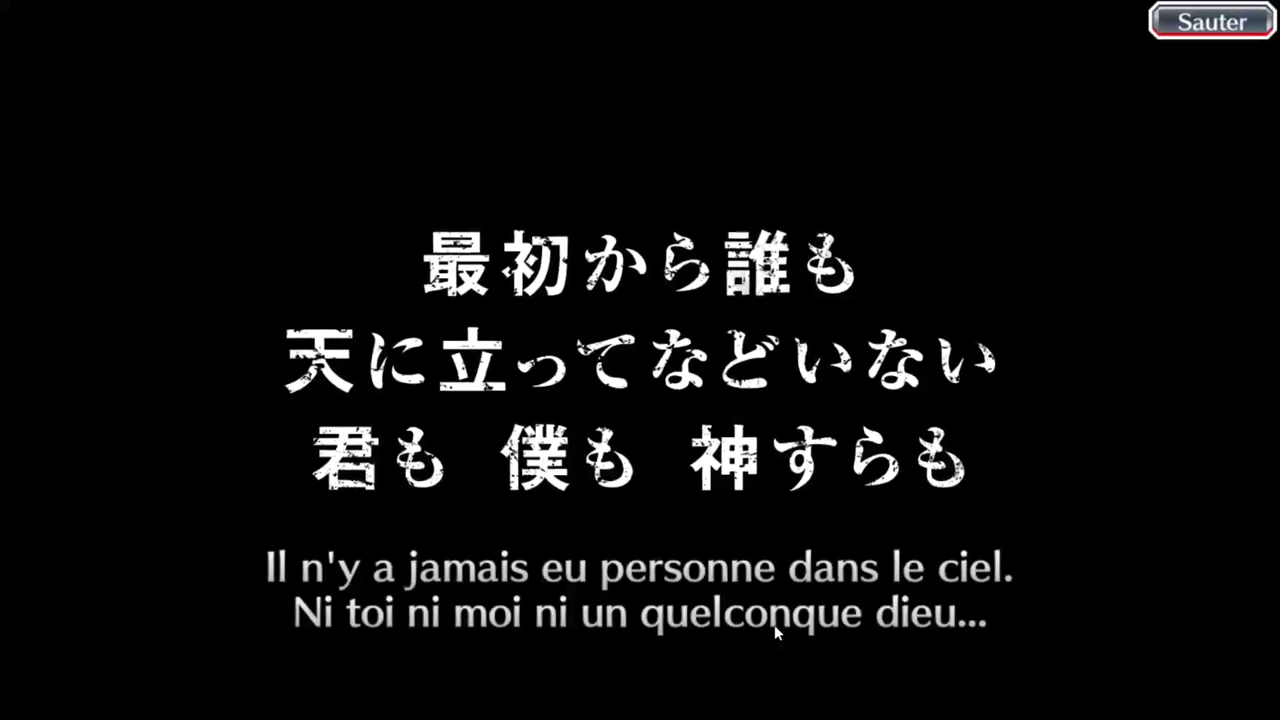 Sauter
最初から誰も
天に立ってなどいない
君も 僕も 神すらも
Il n'y a jamais eu personne dans le ciel.
Ni toi ni moi ni un quelconque dieu...